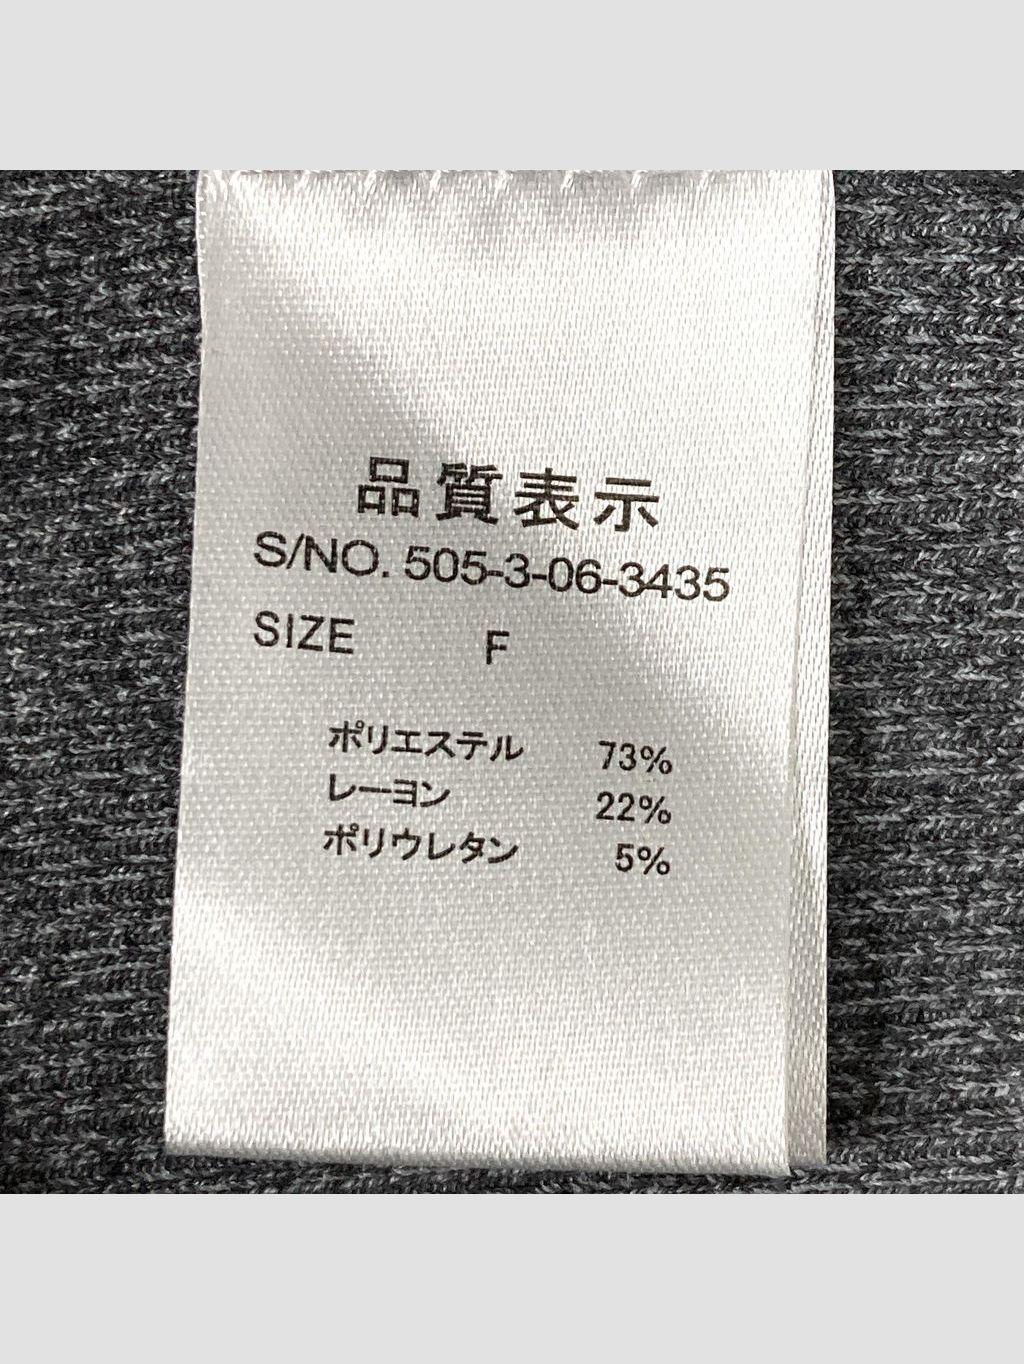 品質表示
S/NO. 505-3-06-3435
SIZE F
ポリエステル 73%
レーヨン 22%
ポリウレタン 5%